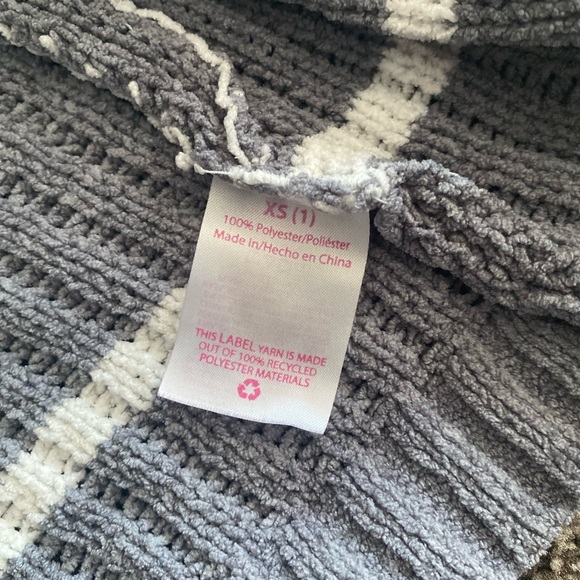 XS (1)
100% Polyester/Poliéster
Made in/Hecho en China
THIS LABEL YARN IS MADE
OUT OF 100% RECYCLED
POLYESTER MATERIALS